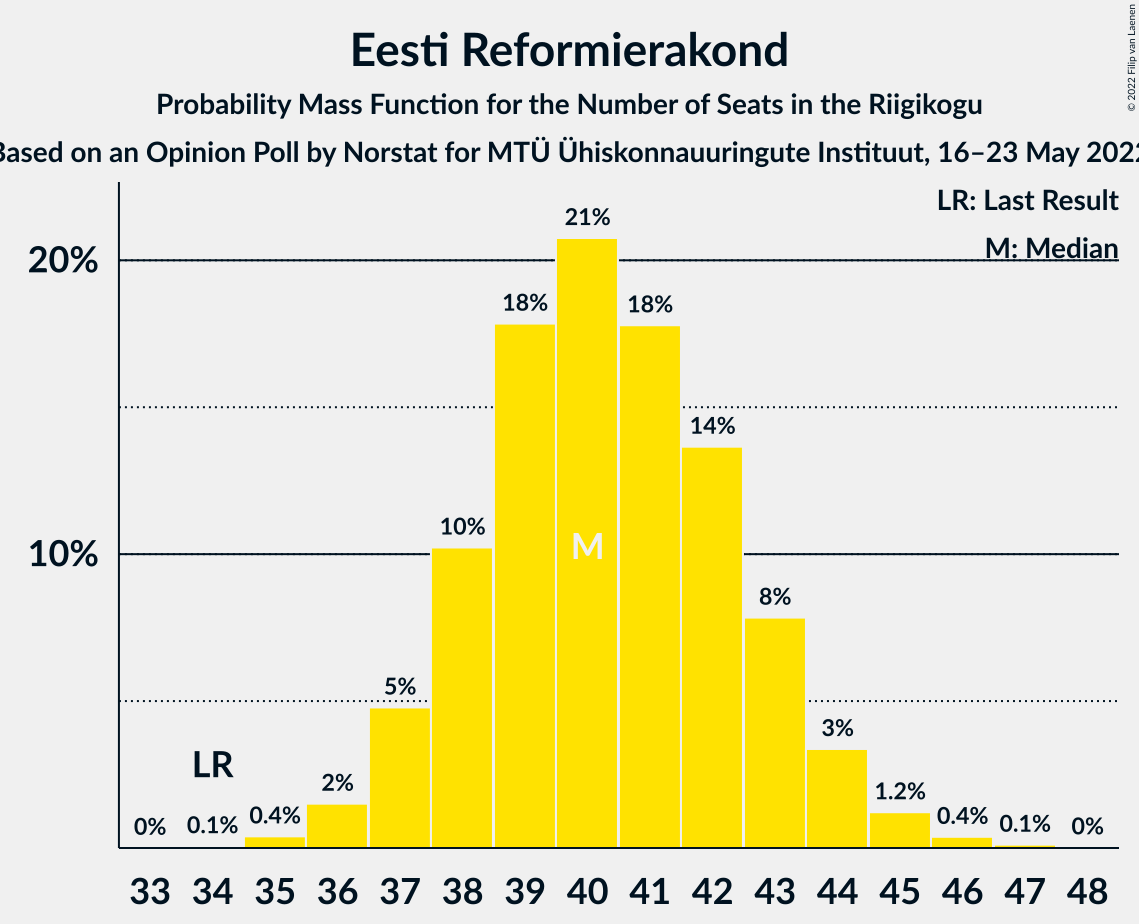 Eesti Reformierakond
Probability Mass Function for the Number of Seats in the Riigikogu
Based on an Opinion Poll by Norstat for MTÜ Ühiskonnauuringute Instituut, 16–23 May 2022
© 2022 Filip van Laenen
LR: Last Result
M: Median
20%
10%
0%
0.1%
0.4%
2%
5%
10%
18%
21%
18%
14%
8%
3%
1.2%
0.4%
0.1%
0%
LR
M
33 34 35 36 37 38 39 40 41 42 43 44 45 46 47 48